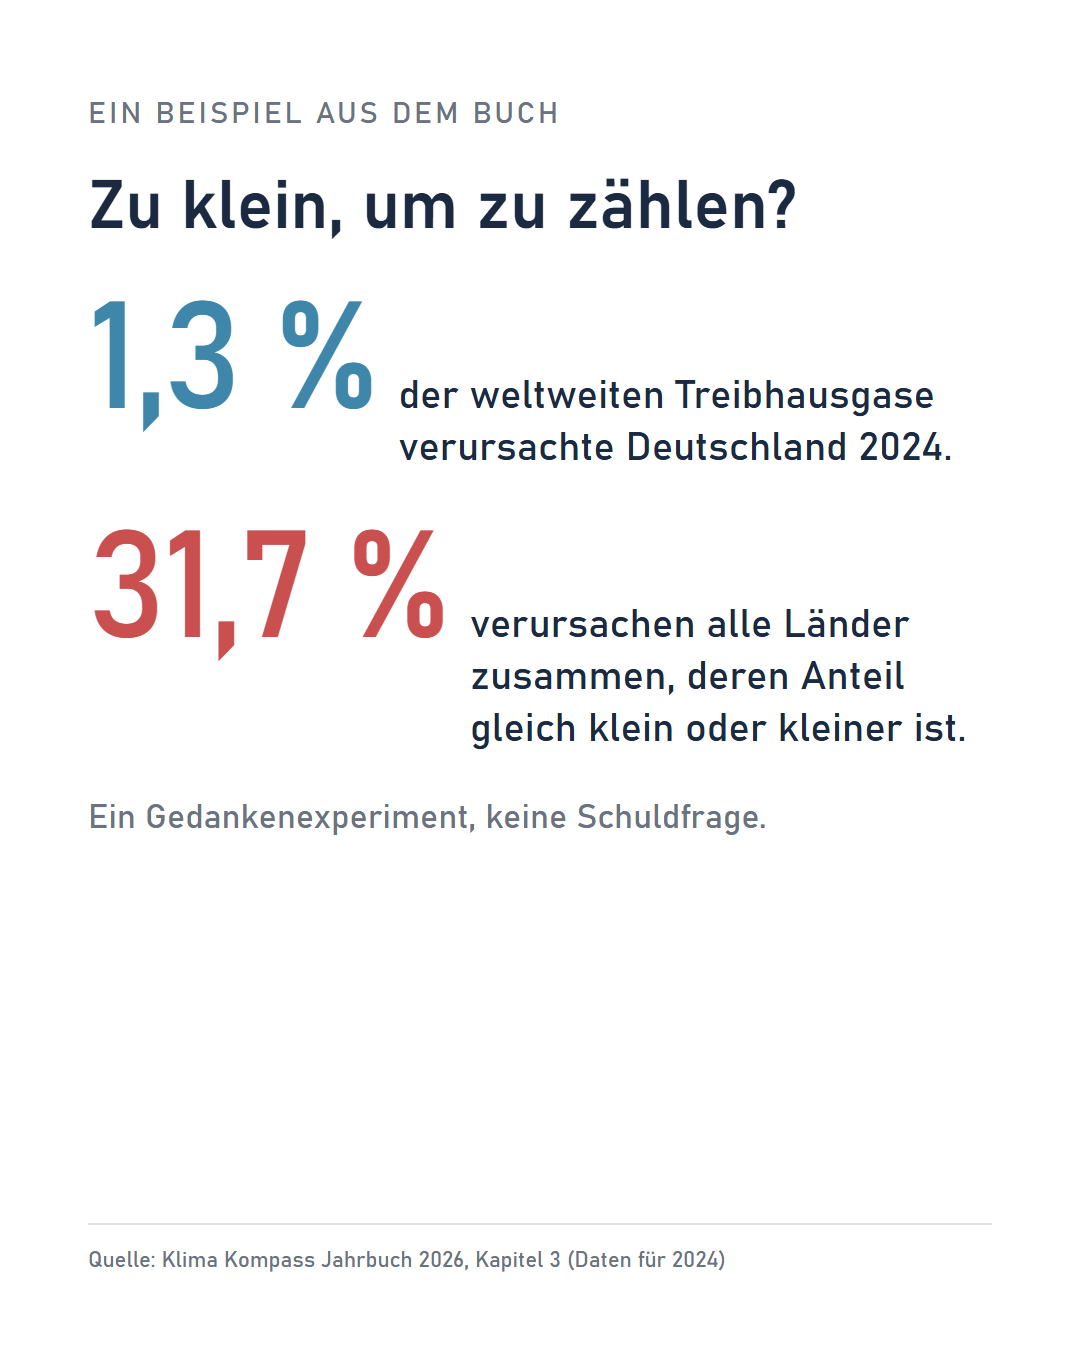 EIN BEISPIEL AUS DEM BUCH
Zu klein, um zu zählen?
1,3 %
der weltweiten Treibhausgase
verursachte Deutschland 2024.
31,7 %
verursachen alle Länder
zusammen, deren Anteil
gleich klein oder kleiner ist.
Ein Gedankenexperiment, keine Schuldfrage.
Quelle: Klima Kompass Jahrbuch 2026, Kapitel 3 (Daten für 2024)